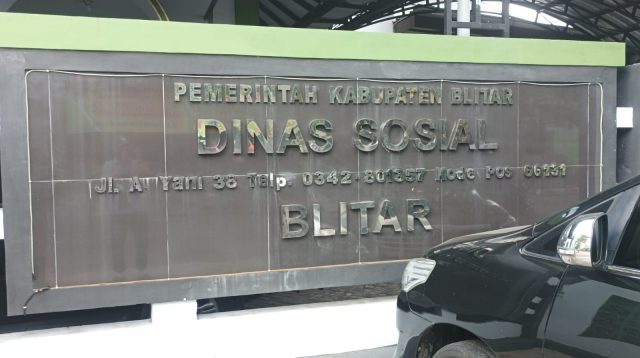 PEMERINTAH KABUPATEN BLITAR
DINAS SOSIAL
Jl. A. Yani 38 Telp. 0342-801357 Kode Pos 66131
BLITAR